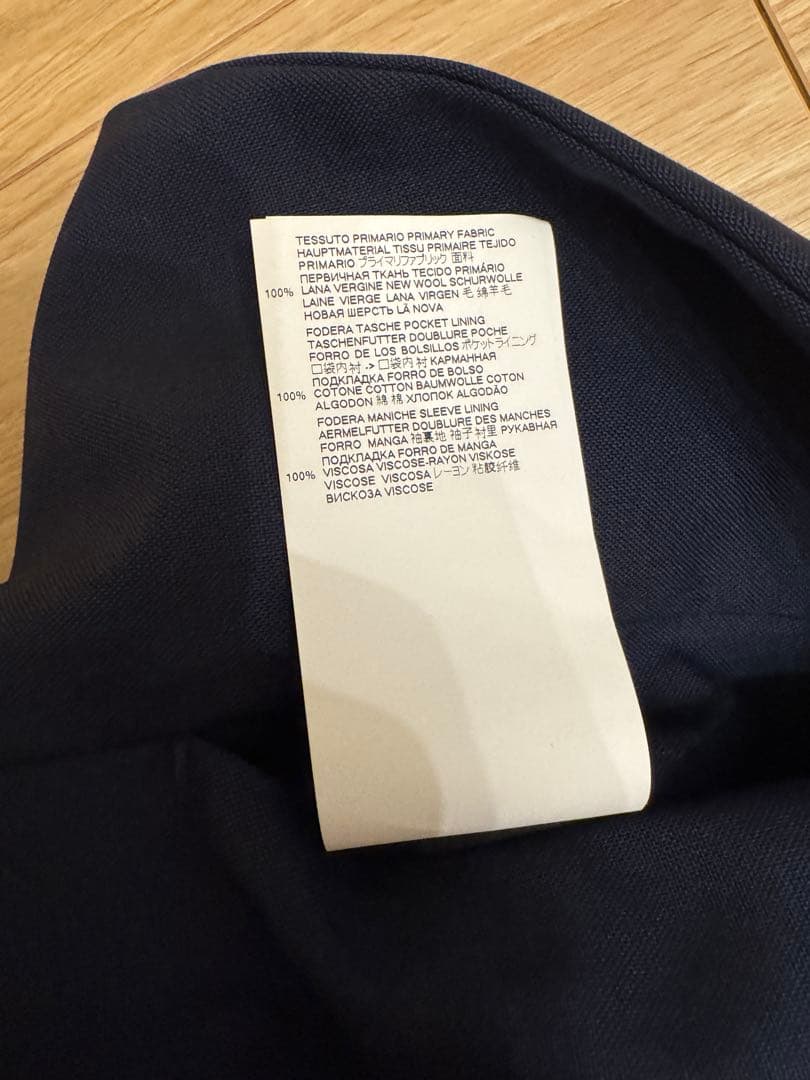 TESSUTO PRIMARIO PRIMARY FABRIC
HAUPTMATERIAL TISSU PRIMAIRE TEJIDO
PRIMARIO プライマリファブリック 面料
ПЕРВИЧНАЯ ТКАНЬ TECIDO PRIMÁRIO
100% LANA VERGINE NEW WOOL SCHURWOLLE
LAINE VIERGE LANA VIRGEN 毛 綿羊毛
НОВАЯ ШЕРСТЬ LÃ NOVA
FODERA TASCHE POCKET LINING
TASCHENFUTTER DOUBLURE POCHE
FORRO DE LOS BOLSILLOS ポケットライニング
口袋内衬 -> 口袋内衬 КАРМАННАЯ
ПОДКЛАДКА FORRO DE BOLSO
100% COTONE COTTON BAUMWOLLE COTON
ALGODON 綿 棉 ХЛОПОК ALGODÃO
FODERA MANICHE SLEEVE LINING
AERMELFUTTER DOUBLURE DES MANCHES
FORRO MANGA 袖裏地 袖子衬里 РУКАВНАЯ
ПОДКЛАДКА FORRO DE MANGA
100% VISCOSA VISCOSE-RAYON VISKOSE
VISCOSE VISCOSA レーヨン 粘胶纤维
ВИСКОЗА VISCOSE